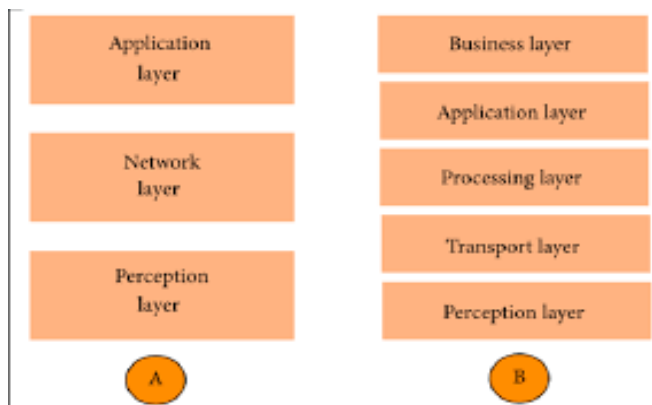 Application
layer
Network
layer
Perception
layer
A
Business layer
Application layer
Processing layer
Transport layer
Perception layer
B